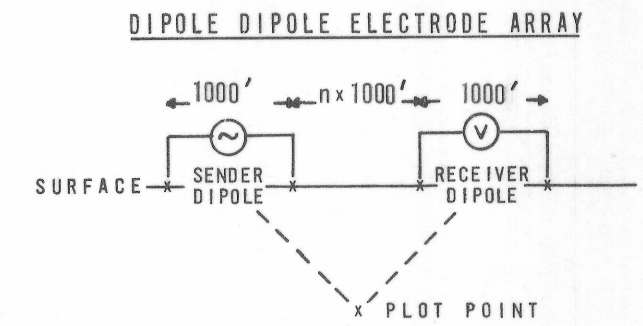 DIPOLE DIPOLE ELECTRODE ARRAY
1000' n x 1000' 1000'
~ V
SURFACE x SENDER x x RECEIVER x
DIPOLE DIPOLE
x PLOT POINT